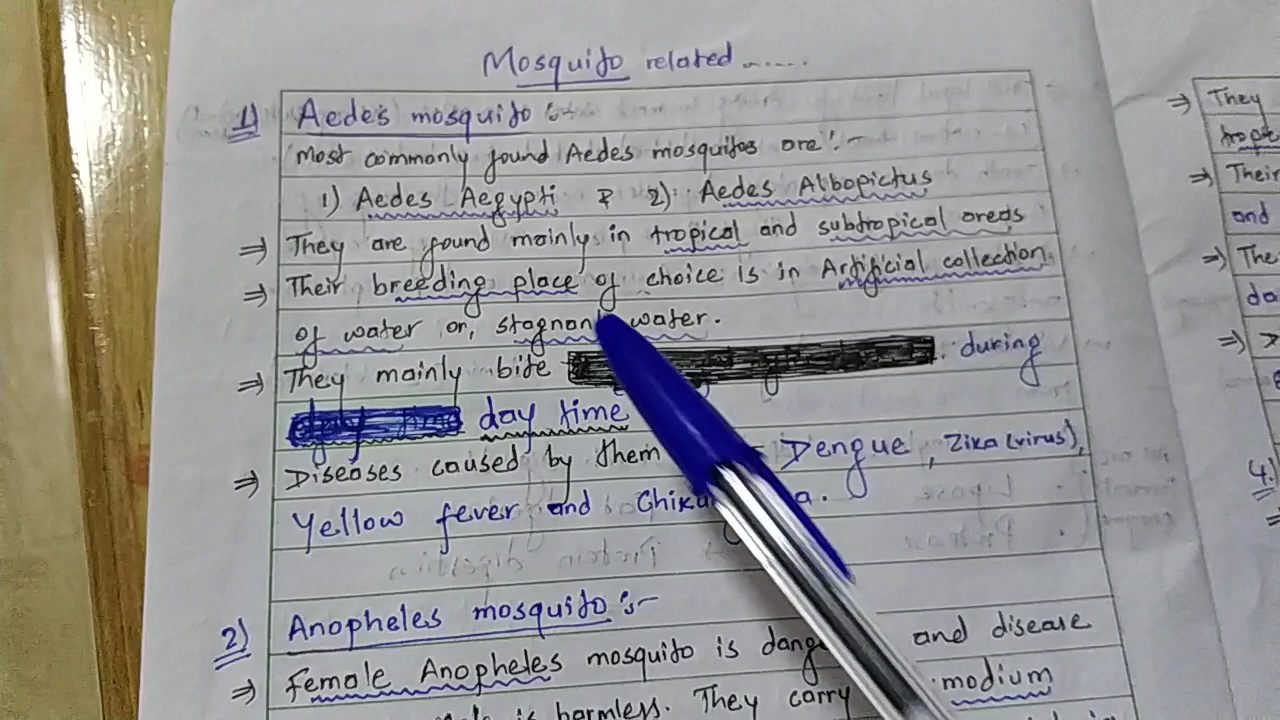 Mosquito related.......
1) Aedes mosquito :-
Most commonly found Aedes mosquitos are :-
1) Aedes Aegypti & 2) Aedes Albopictus
⇒ They are found mainly in tropical and subtropical areas
⇒ Their breeding place of choice is in Artificial collection
of water or, stagnant water.
⇒ They mainly bite during
day time
⇒ Diseases caused by them = Dengue, Zika (virus),
Yellow fever and
2) Anopheles mosquito :-
⇒ Female Anopheles mosquito is and disease
is harmless. They carry
⇒ They
⇒ Their
and
⇒
4)